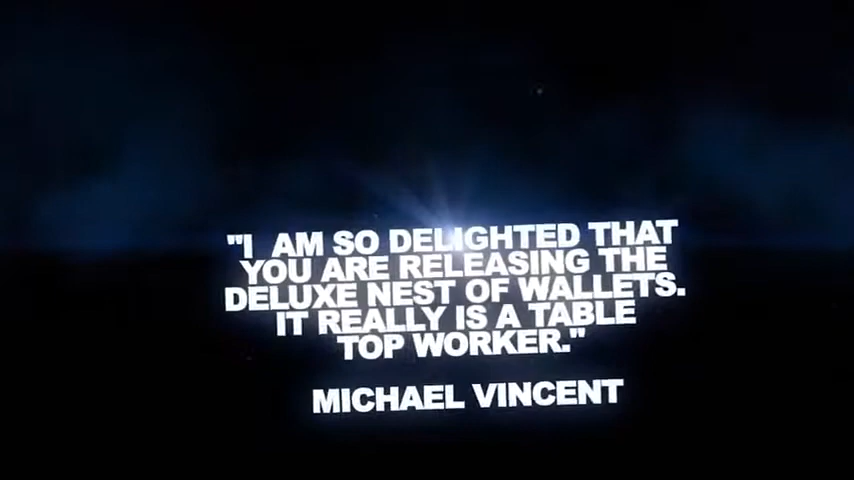 "I AM SO DELIGHTED THAT
YOU ARE RELEASING THE
DELUXE NEST OF WALLETS.
IT REALLY IS A TABLE
TOP WORKER."
MICHAEL VINCENT